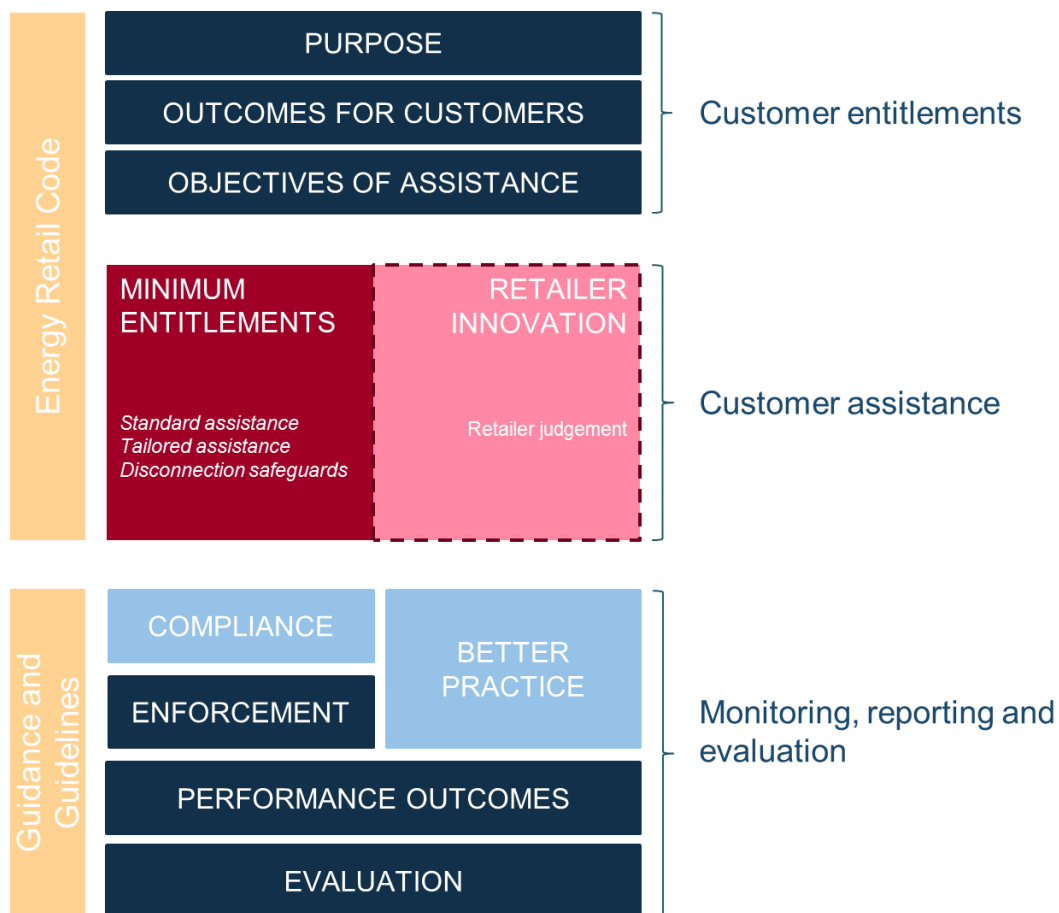 Energy Retail Code
PURPOSE
OUTCOMES FOR CUSTOMERS
OBJECTIVES OF ASSISTANCE
Customer entitlements
MINIMUM
ENTITLEMENTS
Standard assistance
Tailored assistance
Disconnection safeguards
RETAILER
INNOVATION
Retailer judgement
Customer assistance
Guidance and
Guidelines
COMPLIANCE
ENFORCEMENT
BETTER
PRACTICE
PERFORMANCE OUTCOMES
EVALUATION
Monitoring, reporting and
evaluation